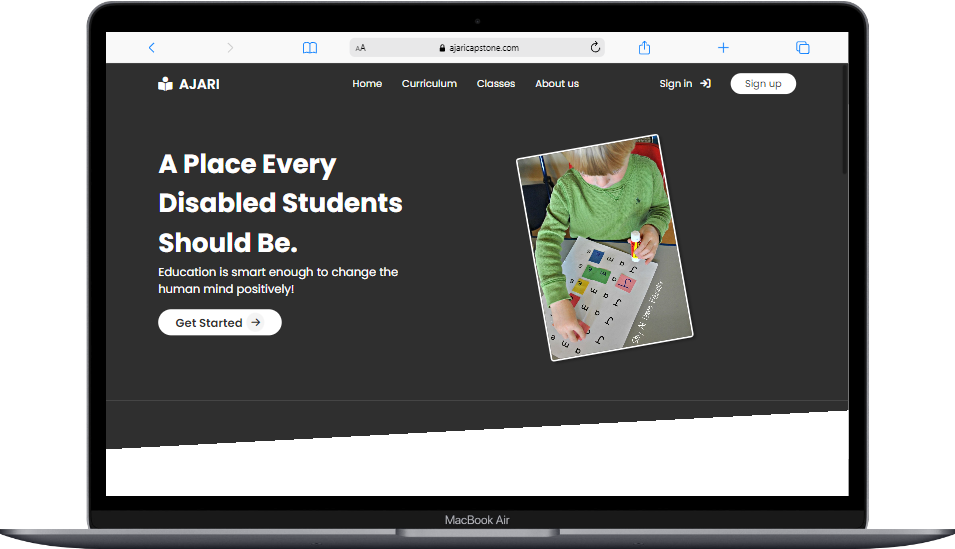 AA ajaricapstone.com
AJARI Home Curriculum Classes About us Sign in Sign up
A Place Every
Disabled Students
Should Be.
Education is smart enough to change the
human mind positively!
Get Started
MacBook Air